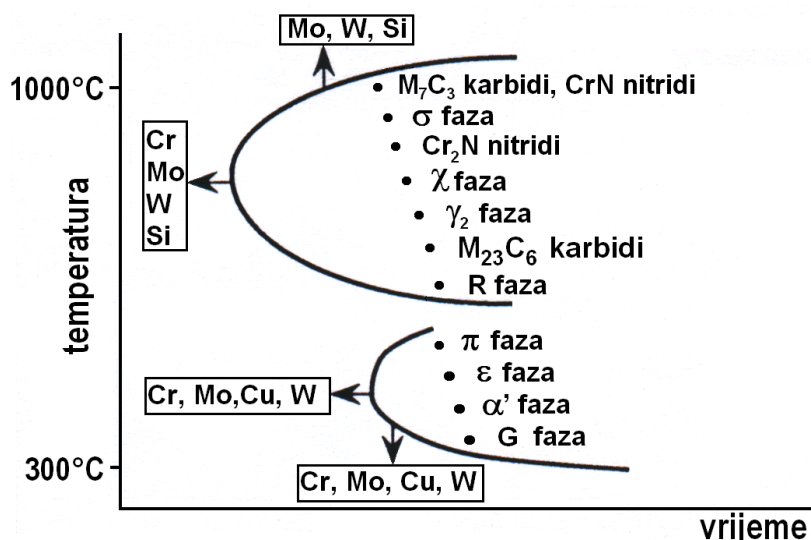 Mo, W, Si
1000°C
M₇C₃ karbidi, CrN nitridi
σ faza
Cr₂N nitridi
χ faza
γ₂ faza
M₂₃C₆ karbidi
R faza
Cr
Mo
W
Si
temperatura
π faza
ε faza
α’ faza
G faza
Cr, Mo,Cu, W
300°C
Cr, Mo, Cu, W
vrijeme